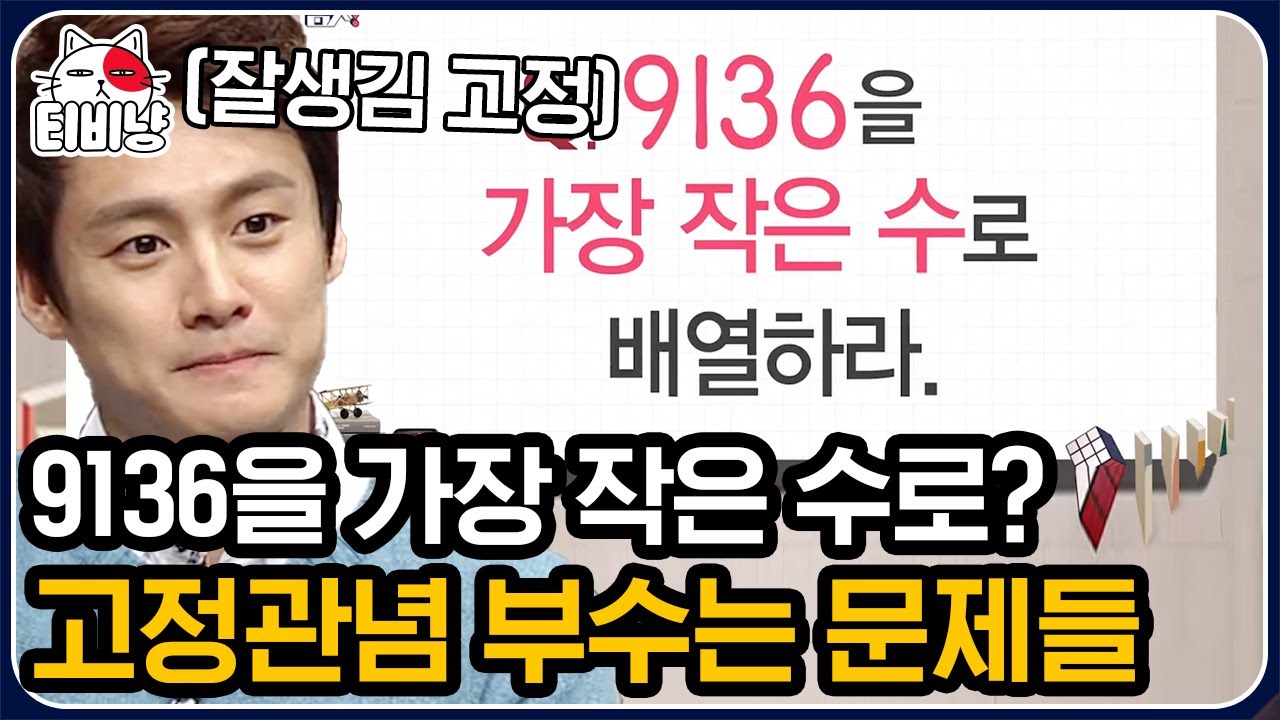 티비냥
(잘생김 고정)
9136을
가장 작은 수로
배열하라.
9136을 가장 작은 수로?
고정관념 부수는 문제들